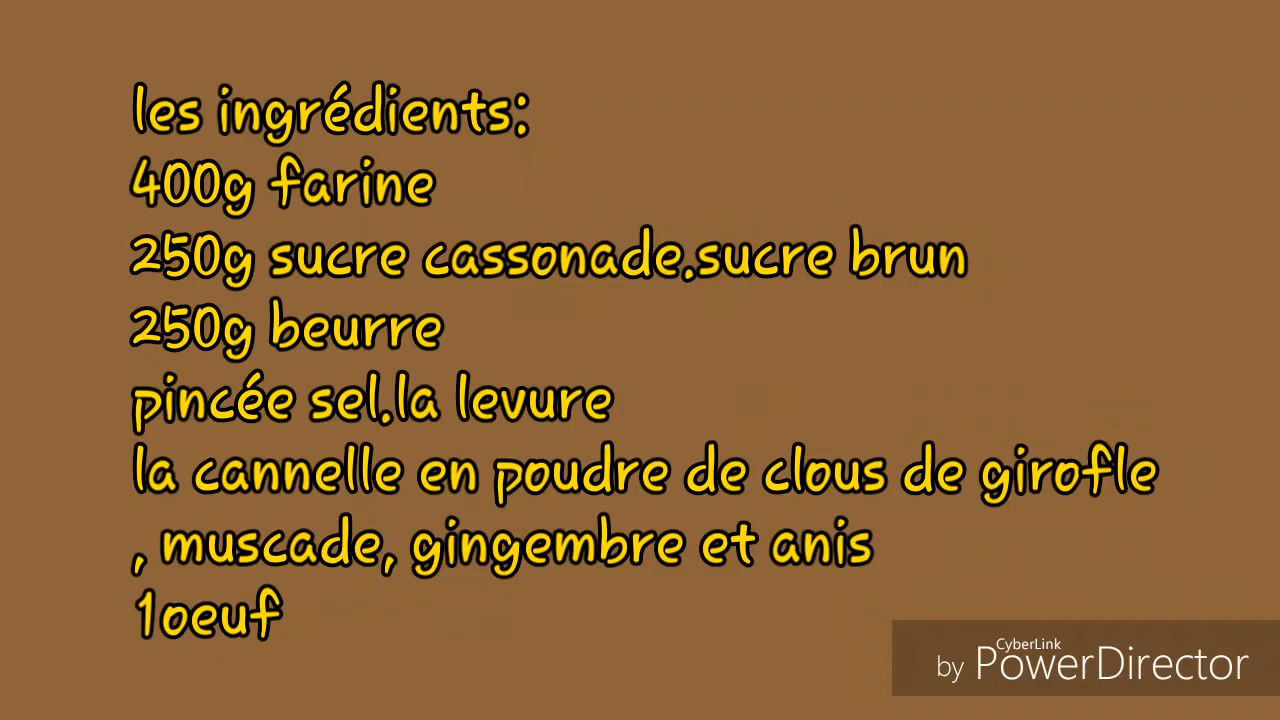 les ingrédients:
400g farine
250g sucre cassonade.sucre brun
250g beurre
pincée sel.la levure
la cannelle en poudre de clous de girofle
, muscade, gingembre et anis
1oeuf
CyberLink
by PowerDirector